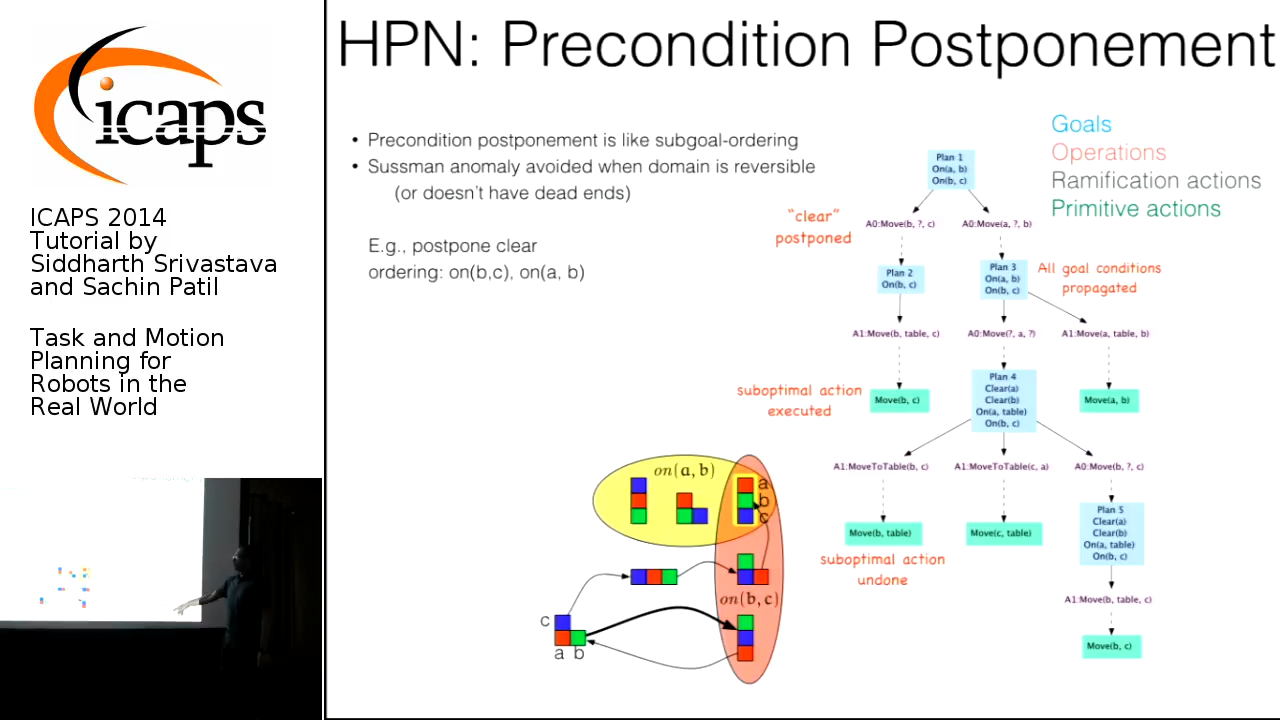 icaps
ICAPS 2014
Tutorial by
Siddharth Srivastava
and Sachin Patil
Task and Motion
Planning for
Robots in the
Real World
HPN: Precondition Postponement
• Precondition postponement is like subgoal-ordering
• Sussman anomaly avoided when domain is reversible
(or doesn't have dead ends)
E.g., postpone clear
ordering: on(b,c), on(a, b)
Goals
Operations
Ramification actions
Primitive actions
Plan 1
On(a, b)
On(b, c)
"clear"
postponed
A0:Move(b, ?, c)
A0:Move(a, ?, b)
Plan 2
On(b, c)
Plan 3
On(a, b)
On(b, c)
All goal conditions
propagated
A1:Move(b, table, c)
A0:Move(?, a, ?)
A1:Move(a, table, b)
suboptimal action
executed
Move(b, c)
Plan 4
Clear(a)
Clear(b)
On(a, table)
On(b, c)
Move(a, b)
A1:MoveToTable(b, c)
A1:MoveToTable(c, a)
A0:Move(b, ?, c)
Move(b, table)
Move(c, table)
Plan 5
Clear(a)
Clear(b)
On(a, table)
On(b, c)
suboptimal action
undone
A1:Move(b, table, c)
Move(b, c)
on(a, b)
a
b
c
on(b, c)
c
a b